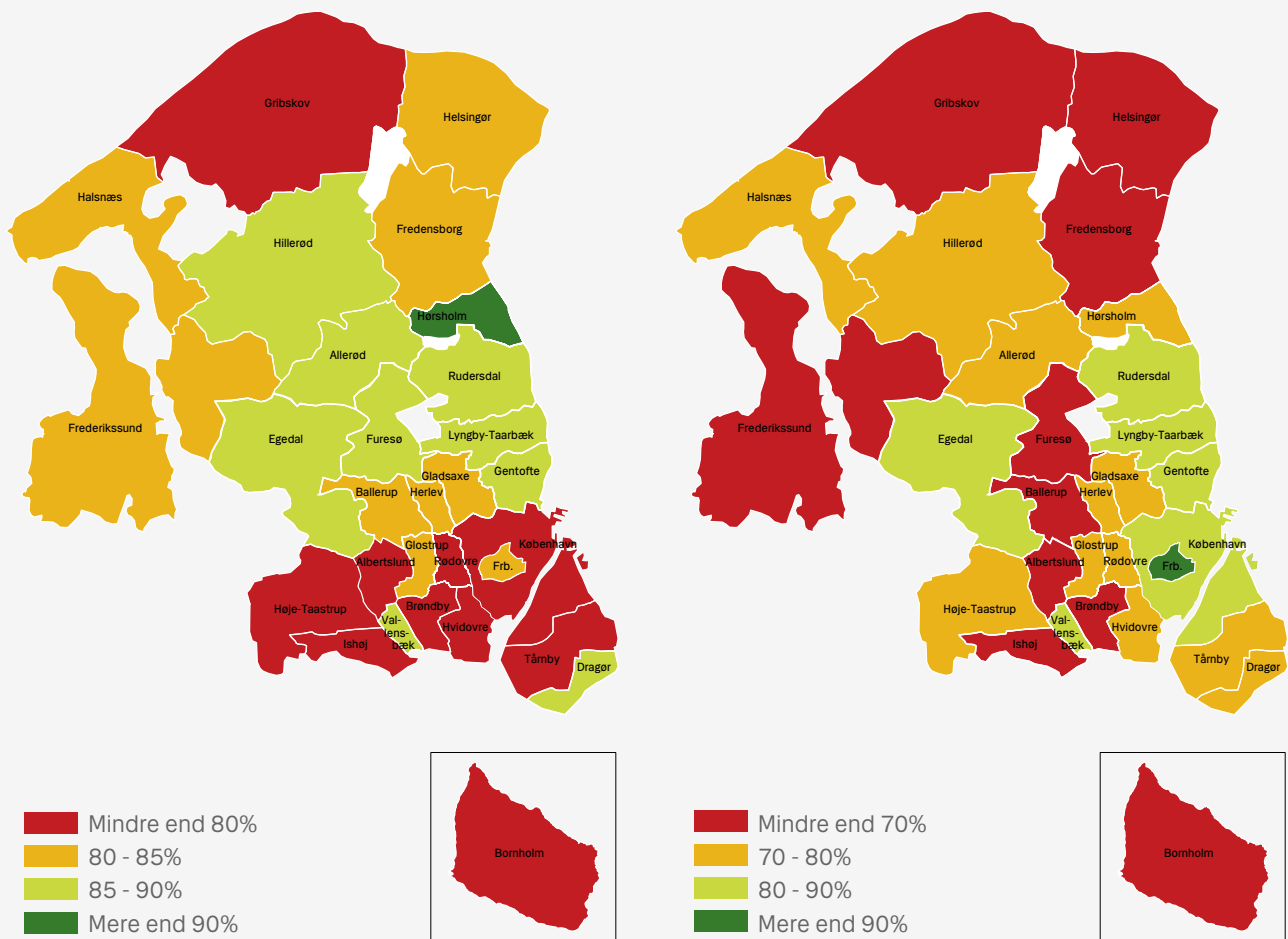 Gribskov
Helsingør
Halsnæs
Hillerød
Fredensborg
Hørsholm
Allerød
Rudersdal
Frederikssund
Egedal
Furesø
Lyngby-Taarbæk
Gladsaxe
Gentofte
Ballerup
Herlev
Glostrup
København
Albertslund
Rødovre
Frb.
Høje-Taastrup
Brøndby
Val-
lens-
bæk
Hvidovre
Ishøj
Tårnby
Dragør
Bornholm
Mindre end 80%
80 - 85%
85 - 90%
Mere end 90%
Gribskov
Helsingør
Halsnæs
Hillerød
Fredensborg
Hørsholm
Allerød
Rudersdal
Frederikssund
Egedal
Furesø
Lyngby-Taarbæk
Gladsaxe
Gentofte
Ballerup
Herlev
Glostrup
København
Albertslund
Rødovre
Frb.
Høje-Taastrup
Brøndby
Val-
lens-
bæk
Hvidovre
Ishøj
Tårnby
Dragør
Bornholm
Mindre end 70%
70 - 80%
80 - 90%
Mere end 90%